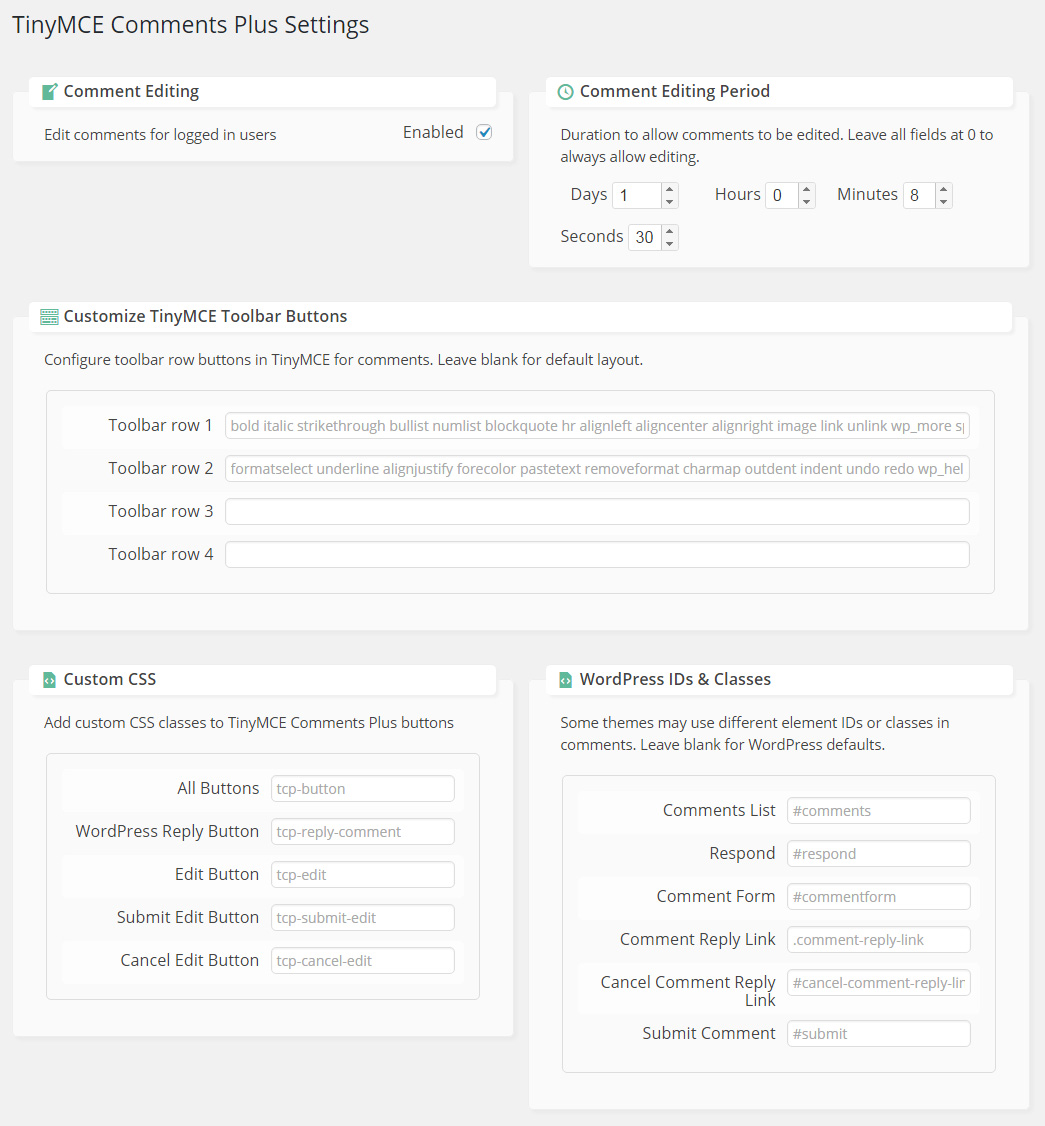 TinyMCE Comments Plus Settings
Comment Editing
Edit comments for logged in users
Enabled
Comment Editing Period
Duration to allow comments to be edited. Leave all fields at 0 to
always allow editing.
Days 1 Hours 0 Minutes 8
Seconds 30
Customize TinyMCE Toolbar Buttons
Configure toolbar row buttons in TinyMCE for comments. Leave blank for default layout.
Toolbar row 1 bold italic strikethrough bullist numlist blockquote hr alignleft aligncenter alignright image link unlink wp_more
Toolbar row 2 formatselect underline alignjustify forecolor pastetext removeformat charmap outdent indent undo redo wp_hel
Toolbar row 3
Toolbar row 4
Custom CSS
Add custom CSS classes to TinyMCE Comments Plus buttons
All Buttons tcp-button
WordPress Reply Button tcp-reply-comment
Edit Button tcp-edit
Submit Edit Button tcp-submit-edit
Cancel Edit Button tcp-cancel-edit
WordPress IDs & Classes
Some themes may use different element IDs or classes in
comments. Leave blank for WordPress defaults.
Comments List #comments
Respond #respond
Comment Form #commentform
Comment Reply Link .comment-reply-link
Cancel Comment Reply #cancel-comment-reply-lin
Link
Submit Comment #submit